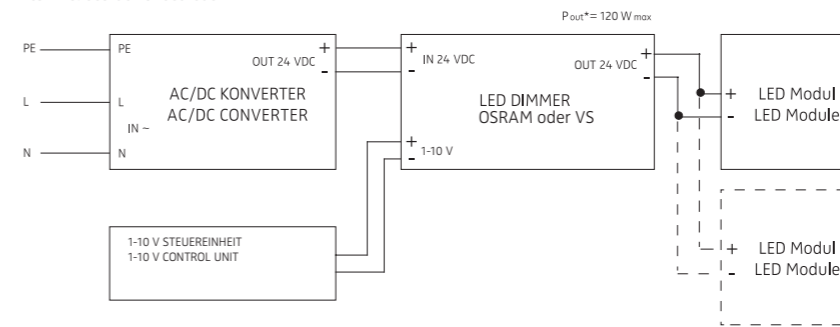 P out* = 120 W max
PE
PE
OUT 24 VDC
+
-
+
-
IN 24 VDC
OUT 24 VDC
+
-
L
L
IN ~
AC/DC KONVERTER
AC/DC CONVERTER
LED DIMMER
OSRAM oder VS
+
-
LED Modul
LED Module
N
N
+
-
1-10 V
1-10 V STEUEREINHEIT
1-10 V CONTROL UNIT
+
-
LED Modul
LED Module